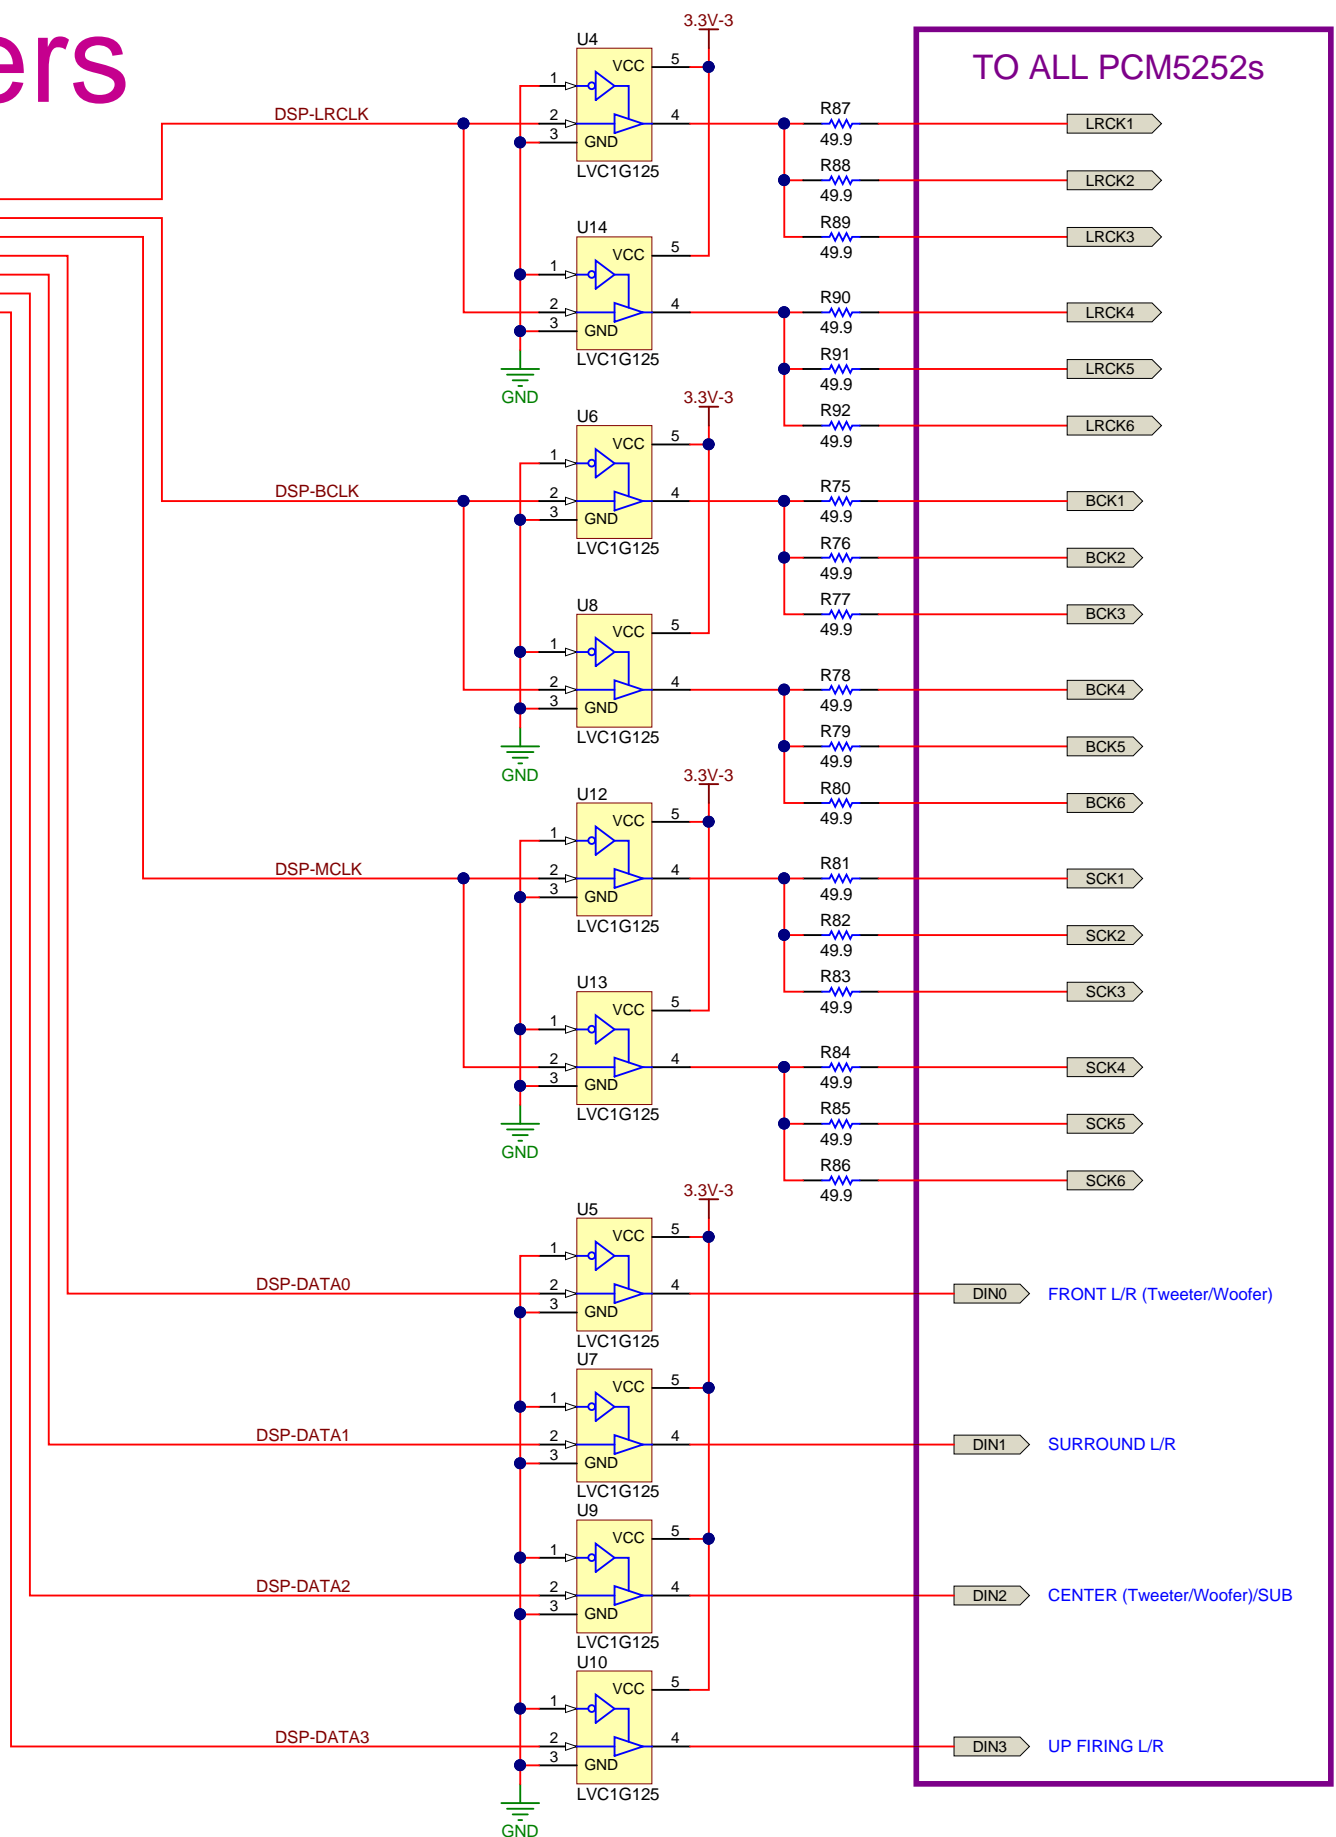 ers
TO ALL PCM5252s
3.3V-3
U4
VCC 5
1
DSP-LRCLK
2 4
3 GND
LVC1G125
R87
49.9
LRCK1
R88
49.9
LRCK2
R89
49.9
LRCK3
U14
VCC 5
1
2 4
3 GND
LVC1G125
GND
R90
49.9
LRCK4
R91
49.9
LRCK5
R92
49.9
LRCK6
3.3V-3
U6
VCC 5
1
DSP-BCLK
2 4
3 GND
LVC1G125
R75
49.9
BCK1
R76
49.9
BCK2
R77
49.9
BCK3
U8
VCC 5
1
2 4
3 GND
LVC1G125
GND
R78
49.9
BCK4
R79
49.9
BCK5
R80
49.9
BCK6
3.3V-3
U12
VCC 5
1
DSP-MCLK
2 4
3 GND
LVC1G125
R81
49.9
SCK1
R82
49.9
SCK2
R83
49.9
SCK3
U13
VCC 5
1
2 4
3 GND
LVC1G125
GND
R84
49.9
SCK4
R85
49.9
SCK5
R86
49.9
SCK6
3.3V-3
U5
VCC 5
1
DSP-DATA0
2 4
3 GND
LVC1G125
DIN0 FRONT L/R (Tweeter/Woofer)
U7
VCC 5
1
DSP-DATA1
2 4
3 GND
LVC1G125
DIN1 SURROUND L/R
U9
VCC 5
1
DSP-DATA2
2 4
3 GND
LVC1G125
DIN2 CENTER (Tweeter/Woofer)/SUB
U10
VCC 5
1
DSP-DATA3
2 4
3 GND
LVC1G125
DIN3 UP FIRING L/R
GND